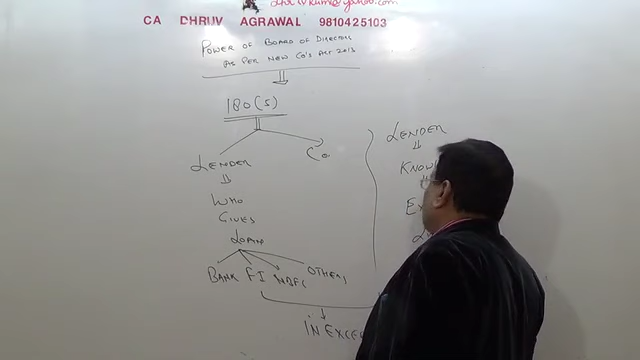 CA DHRUV AGRAWAL 9810425103
POWER OF BOARD OF DIRECTORS
AS PER NEW CO'S ACT 2013
180(5)
LENDER
Co.
WHO
GIVES
LOAN
BANK FI NBFC OTHERS
IN EXCE
LENDER
KNOW